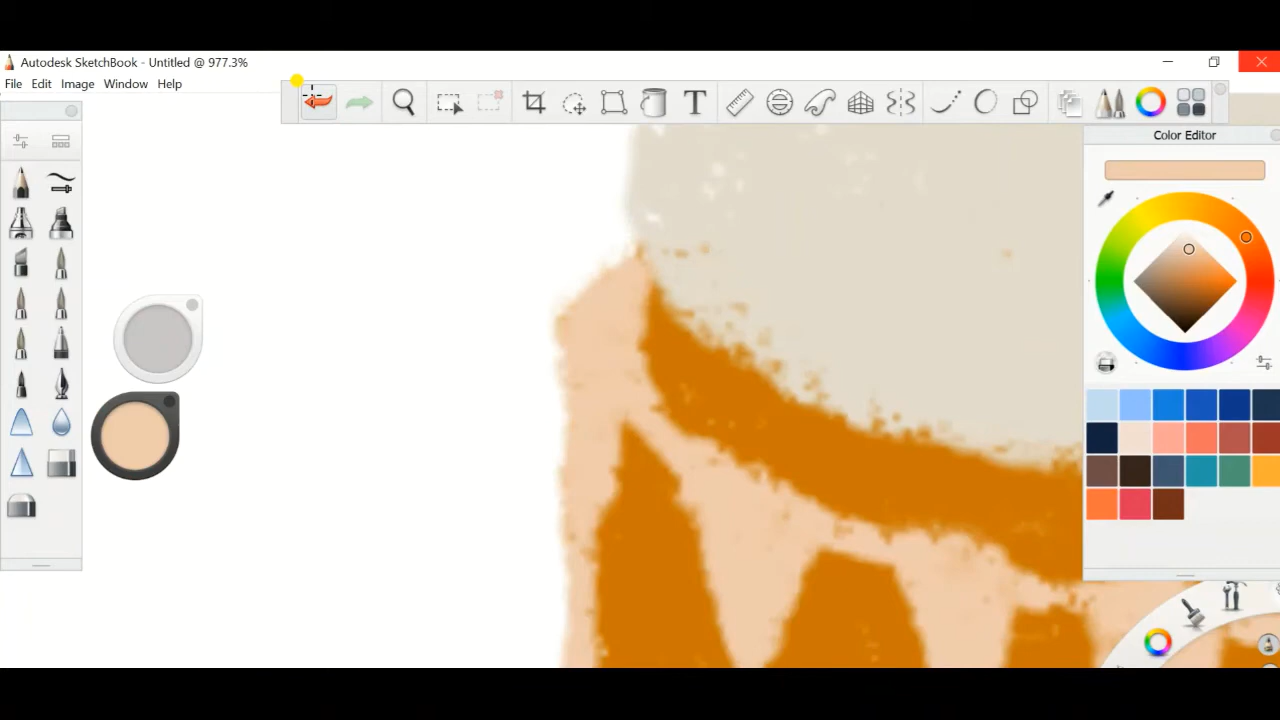 Autodesk SketchBook - Untitled @ 977.3%
File Edit Image Window Help
T
Color Editor